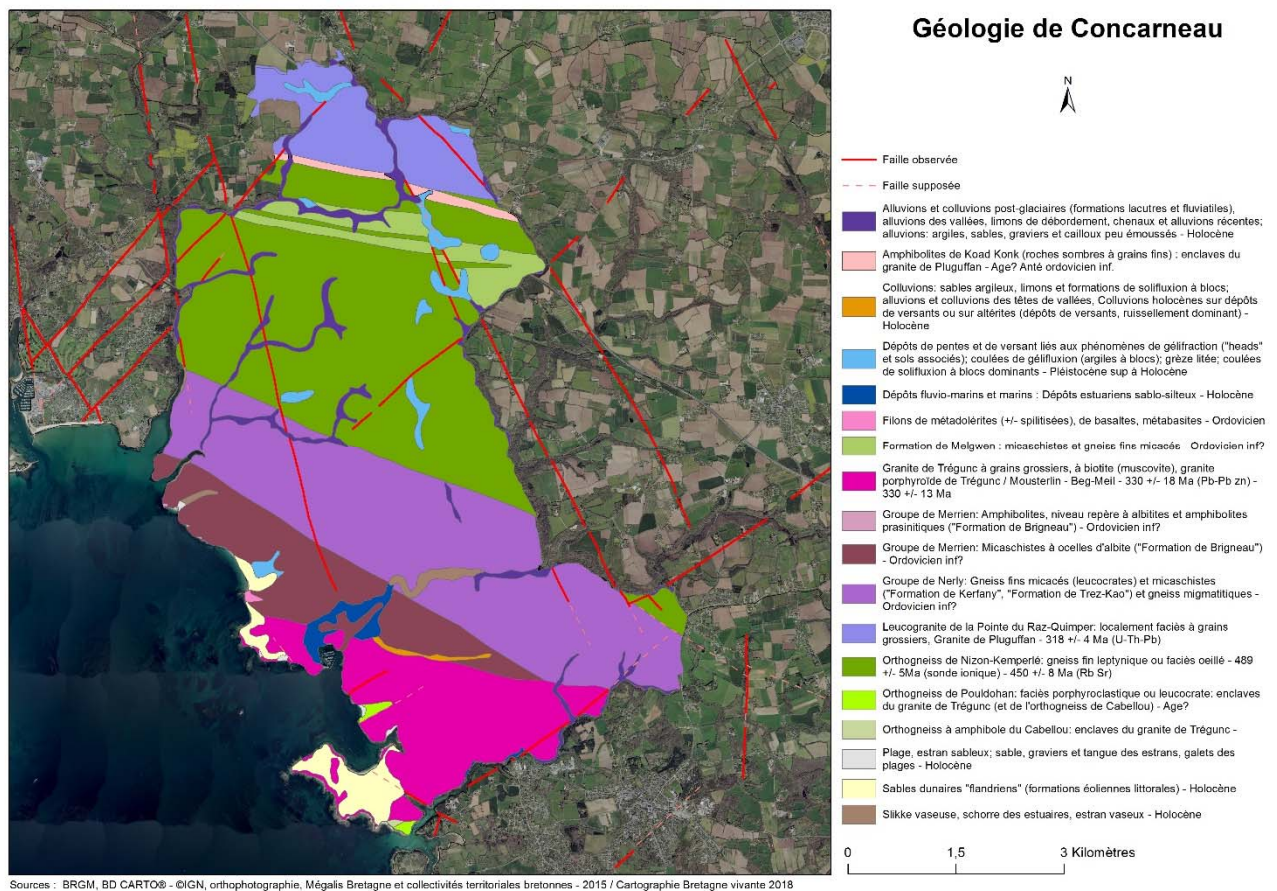 Géologie de Concarneau
N
Faille observée
Faille supposée
Alluvions et colluvions post-glaciaires (formations lacutres et fluviatiles),
alluvions des vallées, limons de débordement, chenaux et alluvions récentes;
alluvions: argiles, sables, graviers et cailloux peu émoussés - Holocène
Amphibolites de Koad Konk (roches sombres à grains fins) : enclaves du
granite de Pluguffan - Age? Anté ordovicien inf.
Colluvions: sables argileux, limons et formations de solifluxion à blocs;
alluvions et colluvions des têtes de vallées, Colluvions holocènes sur dépôts
de versants ou sur altérites (dépôts de versants, ruissellement dominant) -
Holocène
Dépôts de pentes et de versant liés aux phénomènes de gélifraction ("heads"
et sols associés); coulées de gélifluxion (argiles à blocs); grèze litée; coulées
de solifluxion à blocs dominants - Pléistocène sup à Holocène
Dépôts fluvio-marins et marins : Dépôts estuariens sablo-silteux - Holocène
Filons de métadolérites (+/- spilitisées), de basaltes, métabasites - Ordovicien
Formation de Melgwen : micaschistes et gneiss fins micacés Ordovicien inf?
Granite de Trégunc à grains grossiers, à biotite (muscovite), granite
porphyroïde de Trégunc / Mousterlin - Beg-Meil - 330 +/- 18 Ma (Pb-Pb zn) -
330 +/- 13 Ma
Groupe de Merrien: Amphibolites, niveau repère à albitites et amphibolites
prasinitiques ("Formation de Brigneau") - Ordovicien inf?
Groupe de Merrien: Micaschistes à ocelles d'albite ("Formation de Brigneau")
- Ordovicien inf?
Groupe de Nerly: Gneiss fins micacés (leucocrates) et micaschistes
("Formation de Kerfany", "Formation de Trez-Kao") et gneiss migmatitiques -
Ordovicien inf?
Leucogranite de la Pointe du Raz-Quimper: localement faciès à grains
grossiers, Granite de Pluguffan - 318 +/- 4 Ma (U-Th-Pb)
Orthogneiss de Nizon-Kemperlé: gneiss fin leptynique ou faciès oeillé - 489
+/- 5Ma (sonde ionique) - 450 +/- 8 Ma (Rb Sr)
Orthogneiss de Pouldohan: faciès porphyroclastique ou leucocrate: enclaves
du granite de Trégunc (et de l'orthogneiss de Cabellou) - Age?
Orthogneiss à amphibole du Cabellou: enclaves du granite de Trégunc -
Plage, estran sableux; sable, graviers et tangue des estrans, galets des
plages - Holocène
Sables dunaires "flandriens" (formations éoliennes littorales) - Holocène
Slikke vaseuse, schorre des estuaires, estran vaseux - Holocène
0 1,5 3 Kilomètres
Sources : BRGM, BD CARTO® - ©IGN, orthophotographie, Mégalis Bretagne et collectivités territoriales bretonnes - 2015 / Cartographie Bretagne vivante 2018